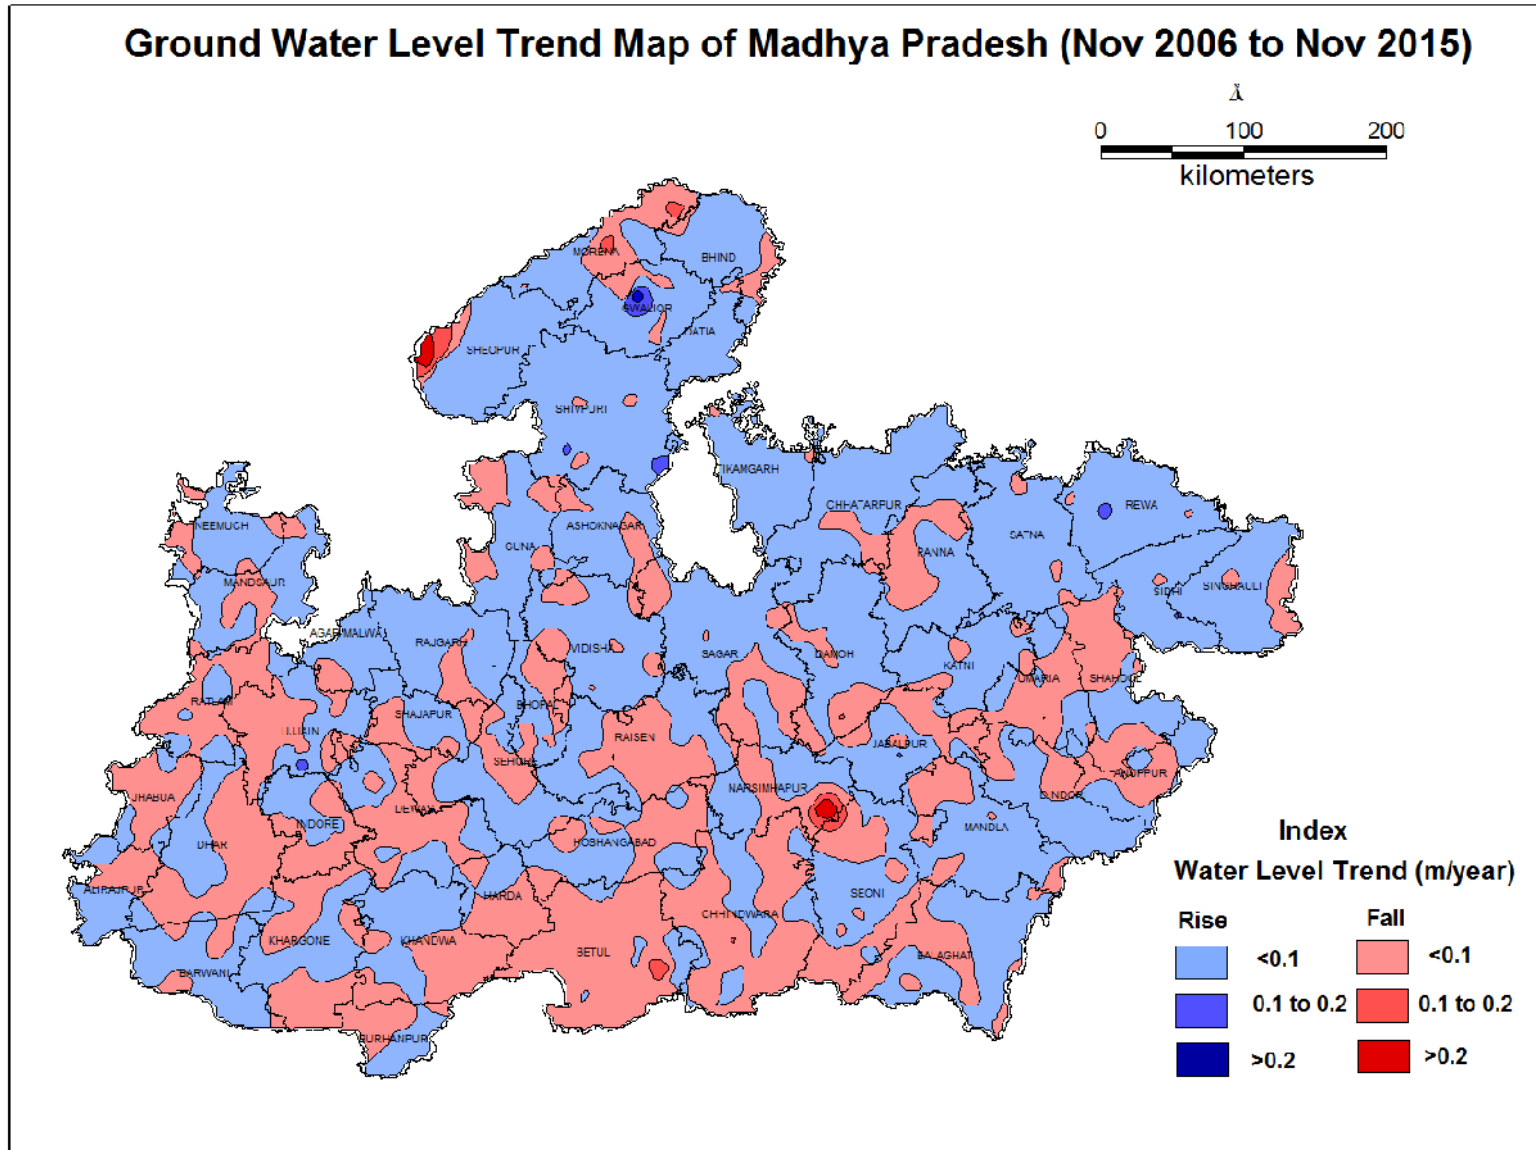 Ground Water Level Trend Map of Madhya Pradesh (Nov 2006 to Nov 2015)
0 100 200
kilometers
MORENA
BHIND
GWALIOR
DATIA
SHEOPUR
SHIVPURI
TIKAMGARH
CHHATARPUR
REWA
NEEMUCH
ASHOKNAGAR
SATNA
GUNA
PANNA
MANDSAUR
SINGRAULI
SIDHI
AGAR MALWA
RAJGARH
VIDISHA
SAGAR
DAMOH
KATNI
UMARIA
SHAHDOL
RATLAM
BHOPAL
SHAJAPUR
UJJAIN
RAISEN
JABALPUR
SEHORE
ANUPPUR
JHABUA
NARSIMHAPUR
DINDORI
DEWAS
INDORE
MANDLA
DHAR
HOSHANGABAD
ALIRAJPUR
HARDA
SEONI
CHHINDWARA
KHARGONE
KHANDWA
BETUL
BALAGHAT
BARWANI
BURHANPUR
Index
Water Level Trend (m/year)
Rise Fall
<0.1 <0.1
0.1 to 0.2 0.1 to 0.2
>0.2 >0.2